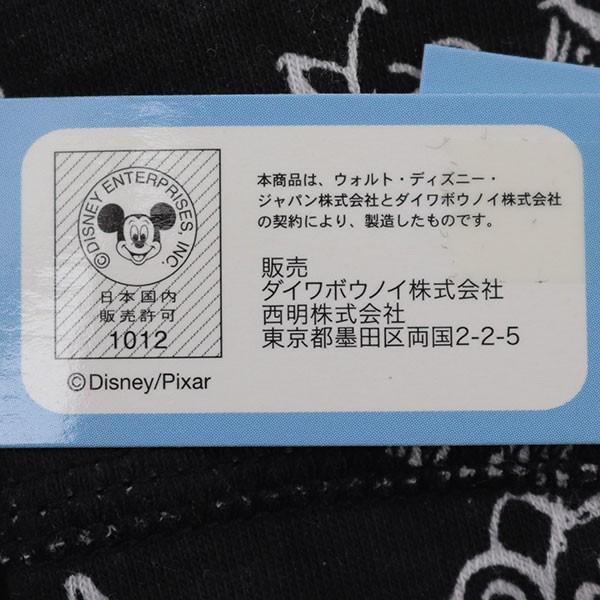 ©DISNEY ENTERPRISES INC.
日本国内
販売許可
1012
©Disney/Pixar
本商品は、ウォルト・ディズニー・
ジャパン株式会社とダイワボウノイ株式会社
の契約により、製造したものです。
販売
ダイワボウノイ株式会社
西明株式会社
東京都墨田区両国2-2-5